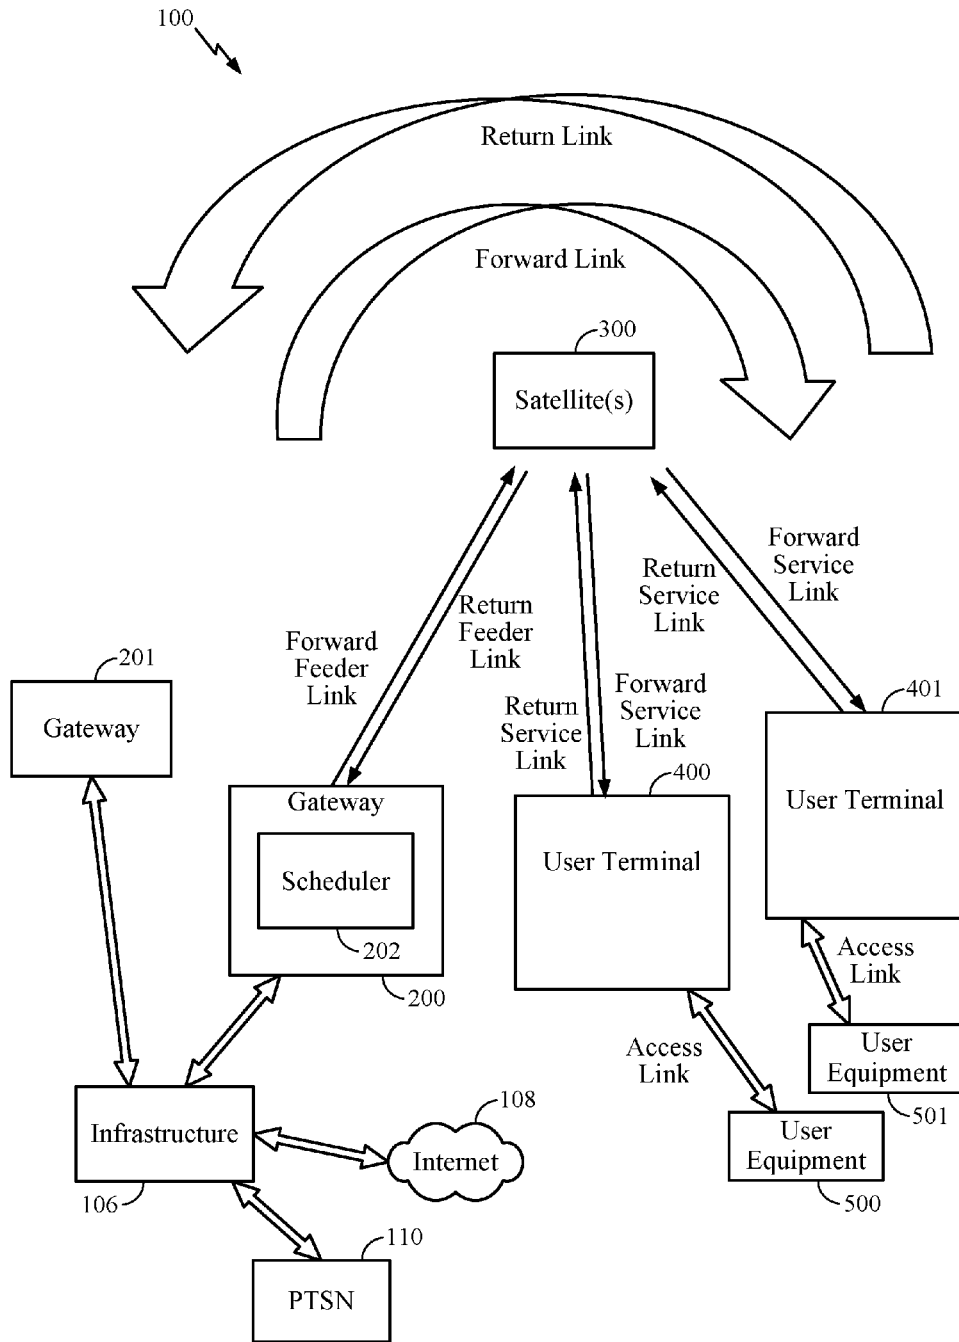 100
Return Link
Forward Link
300
Satellite(s)
Forward
Service
Link
Return
Service
Link
Return
Feeder
Link
Forward
Feeder
Link
Return
Service
Link
Forward
Service
Link
201
Gateway
401
User Terminal
400
User Terminal
Gateway
Scheduler
202
200
Access
Link
Access
Link
User
Equipment
501
User
Equipment
500
Infrastructure
106
108
Internet
110
PTSN